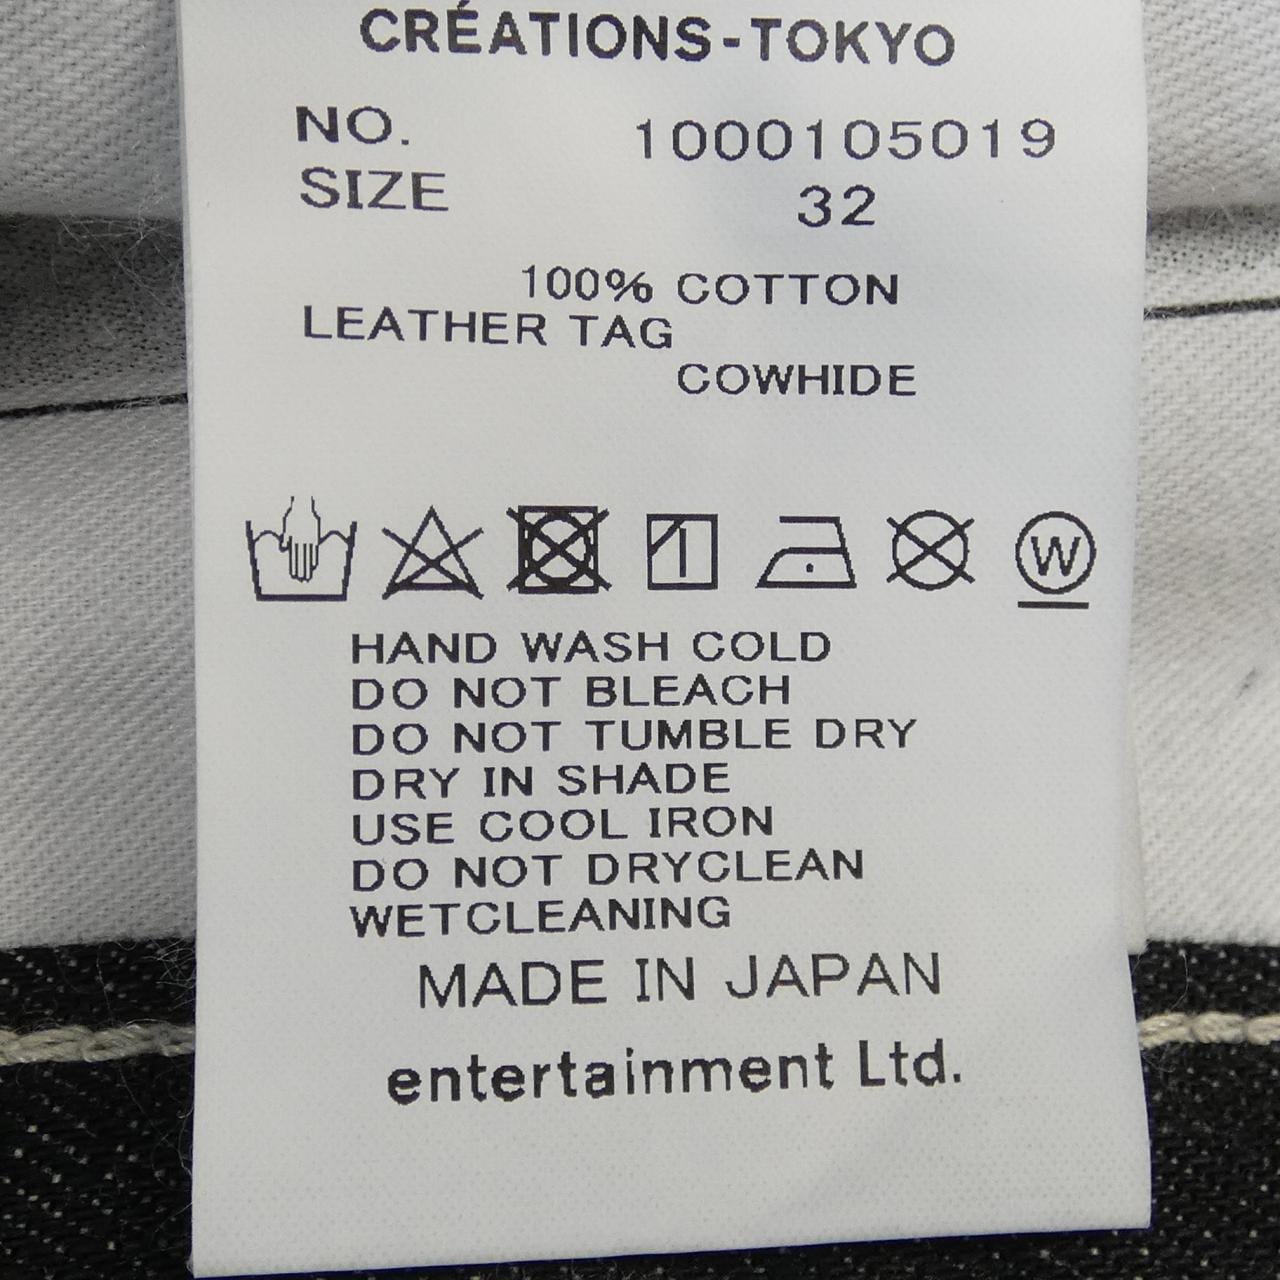 CRÉATIONS-TOKYO
NO. 1000105019
SIZE 32
100% COTTON
LEATHER TAG
COWHIDE
W
HAND WASH COLD
DO NOT BLEACH
DO NOT TUMBLE DRY
DRY IN SHADE
USE COOL IRON
DO NOT DRYCLEAN
WETCLEANING
MADE IN JAPAN
entertainment Ltd.